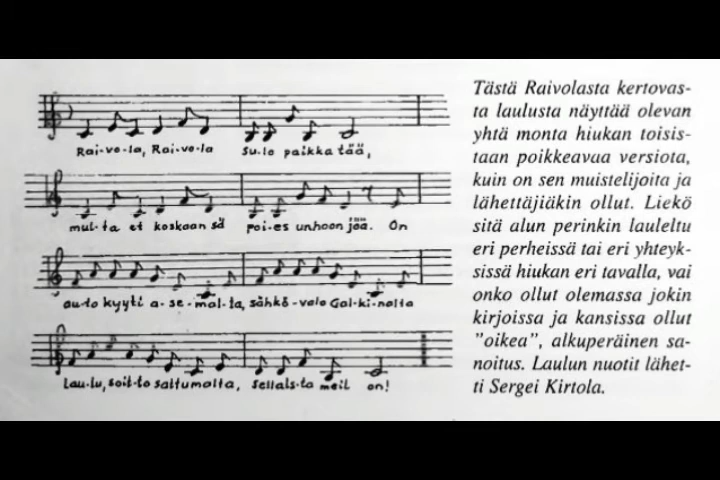 Rai-vo-la, Rai-vo-la su-lo paikka tää,
mul-ta et koskaan sä poi-es unhoon jää. On
au-to kyyti a-se-mal-ta, sähkö-valo Gal-ki-nalta
lau-lu, soit-to saltumalta, sellais-ta meil on!
Tästä Raivolasta kertovas-
ta laulusta näyttää olevan
yhtä monta hiukan toisis-
taan poikkeavaa versiota,
kuin on sen muistelijoita ja
lähettäjiäkin ollut. Liekö
sitä alun perinkin lauleltu
eri perheissä tai eri yhteyk-
sissä hiukan eri tavalla, vai
onko ollut olemassa jokin
kirjoissa ja kansissa ollut
"oikea", alkuperäinen sa-
noitus. Laulun nuotit lähet-
ti Sergei Kirtola.